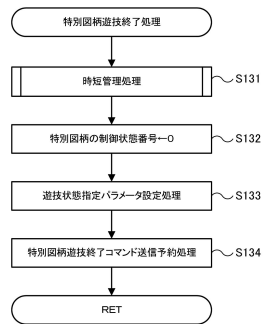 特別図柄遊技終了処理
時短管理処理
S131
特別図柄の制御状態番号←0
S132
遊技状態指定パラメータ設定処理
S133
特別図柄遊技終了コマンド送信予約処理
S134
RET